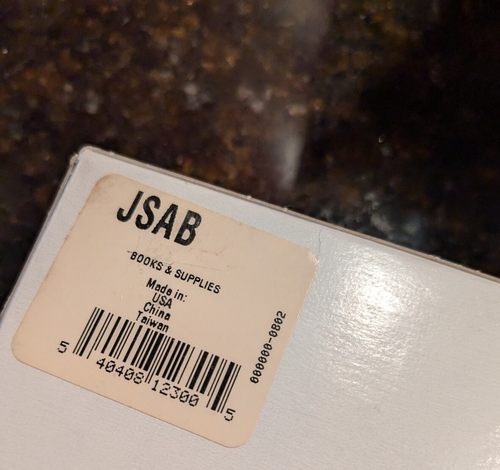 JSAB
-BOOKS & SUPPLIES
Made in:
USA
China
Taiwan
5 40408 12300 5
000000-0802